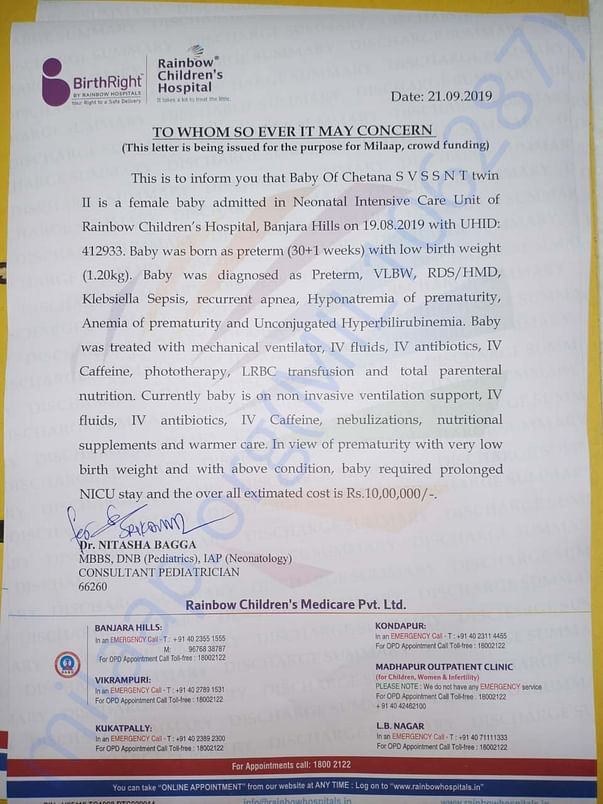 BirthRight
BY RAINBOW HOSPITALS
Your Right to a Safe Delivery
Rainbow®
Children's
Hospital
It takes a lot to treat the little.
Date: 21.09.2019
TO WHOM SO EVER IT MAY CONCERN
(This letter is being issued for the purpose for Milaap, crowd funding)
This is to inform you that Baby Of Chetana S V S S N T twin
II is a female baby admitted in Neonatal Intensive Care Unit of
Rainbow Children's Hospital, Banjara Hills on 19.08.2019 with UHID:
412933. Baby was born as preterm (30+1 weeks) with low birth weight
(1.20kg). Baby was diagnosed as Preterm, VLBW, RDS/HMD,
Klebsiella Sepsis, recurrent apnea, Hyponatremia of prematurity,
Anemia of prematurity and Unconjugated Hyperbilirubinemia. Baby
was treated with mechanical ventilator, IV fluids, IV antibiotics, IV
Caffeine, phototherapy, LRBC transfusion and total parenteral
nutrition. Currently baby is on non invasive ventilation support, IV
fluids, IV antibiotics, IV Caffeine, nebulizations, nutritional
supplements and warmer care. In view of prematurity with very low
birth weight and with above condition, baby required prolonged
NICU stay and the over all extimated cost is Rs.10,00,000/-.
Dr. NITASHA BAGGA
MBBS, DNB (Pediatrics), IAP (Neonatology)
CONSULTANT PEDIATRICIAN
66260
Rainbow Children's Medicare Pvt. Ltd.
BANJARA HILLS:
In an EMERGENCY Call - T : +91 40 2355 1555
M: 96768 38787
For OPD Appointment Call Toll-free : 18002122
VIKRAMPURI:
In an EMERGENCY Call - T : +91 40 2789 1531
For OPD Appointment Call Toll-free : 18002122
KUKATPALLY:
In an EMERGENCY Call - T : +91 40 2389 2300
For OPD Appointment Call Toll-free : 18002122
KONDAPUR:
In an EMERGENCY Call - T : +91 40 2311 4455
For OPD Appointment Call Toll-free : 18002122
MADHAPUR OUTPATIENT CLINIC
(for Children, Women & Infertility)
PLEASE NOTE : We do not have any EMERGENCY service
For OPD Appointment Call Toll-free : 18002122
+ 91 40 42462100
L.B. NAGAR
In an EMERGENCY Call - T : +91 40 71111333
For OPD Appointment Call Toll-free : 18002122
For Appointments call: 1800 2122
You can take "ONLINE APPOINTMENT" from our website at ANY TIME : Log on to "www.rainbowhospitals.in"